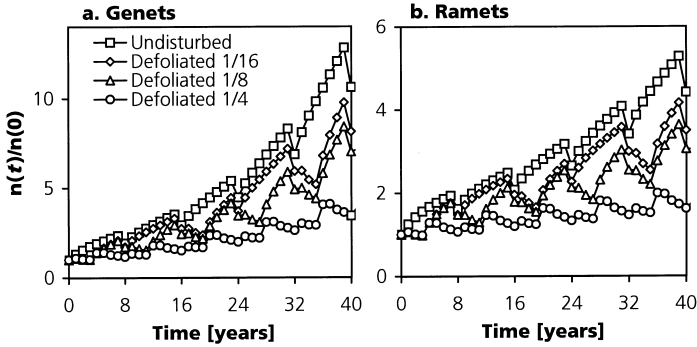 a. Genets
Undisturbed
Defoliated 1/16
Defoliated 1/8
Defoliated 1/4
n(t)/n(0)
10
5
0
0 8 16 24 32 40
Time [years]
b. Ramets
6
4
2
0
0 8 16 24 32 40
Time [years]